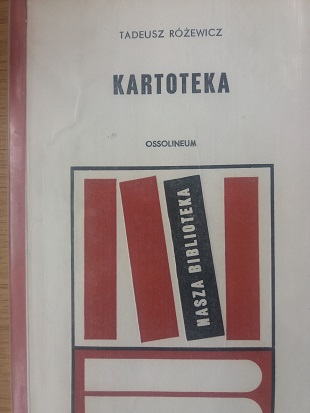 TADEUSZ RÓŻEWICZ
KARTOTEKA
OSSOLINEUM
NASZA BIBLIOTEKA